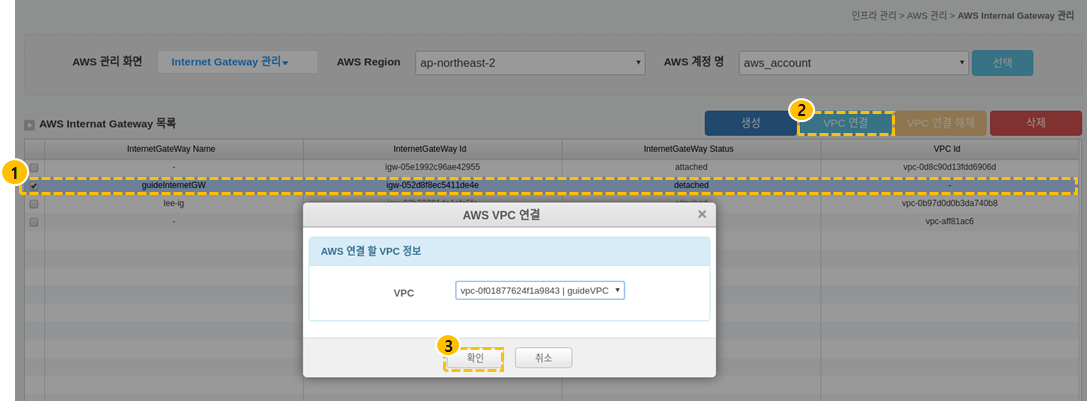 인프라 관리 > AWS 관리 > AWS Internal Gateway 관리
AWS 관리 화면 Internet Gateway 관리 AWS Region ap-northeast-2 AWS 계정 명 aws_account 선택
AWS Internat Gateway 목록 생성 2 VPC 연결 VPC 연결 해제 삭제
InternetGateWay Name InternetGateWay Id InternetGateWay Status VPC Id
- igw-05e1992c96ae42955 attached vpc-0d8c90d13fdd6906d
1 guideInternetGW igw-052d8f8ec5411de4e detached -
lee-ig vpc-0b97d0d0b3da740b8
- vpc-aff81ac6
AWS VPC 연결
AWS 연결 할 VPC 정보
VPC vpc-0f01877624f1a9843 | guideVPC
3 확인 취소